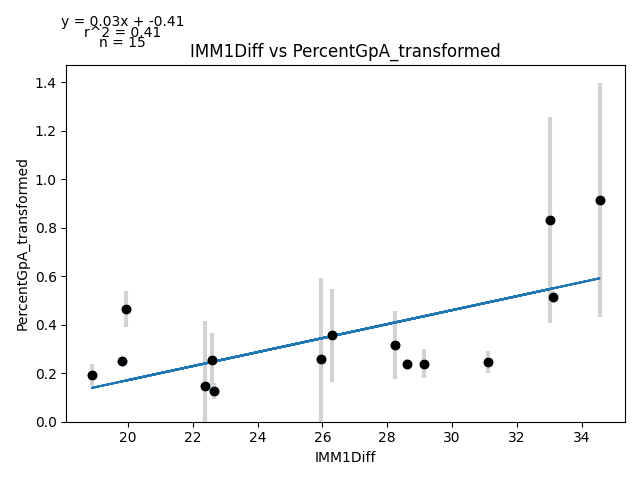 y = 0.03x + -0.41
r^2 = 0.41
n = 15
IMM1Diff vs PercentGpA_transformed
PercentGpA_transformed
1.4
1.2
1.0
0.8
0.6
0.4
0.2
0.0
20 22 24 26 28 30 32 34
IMM1Diff